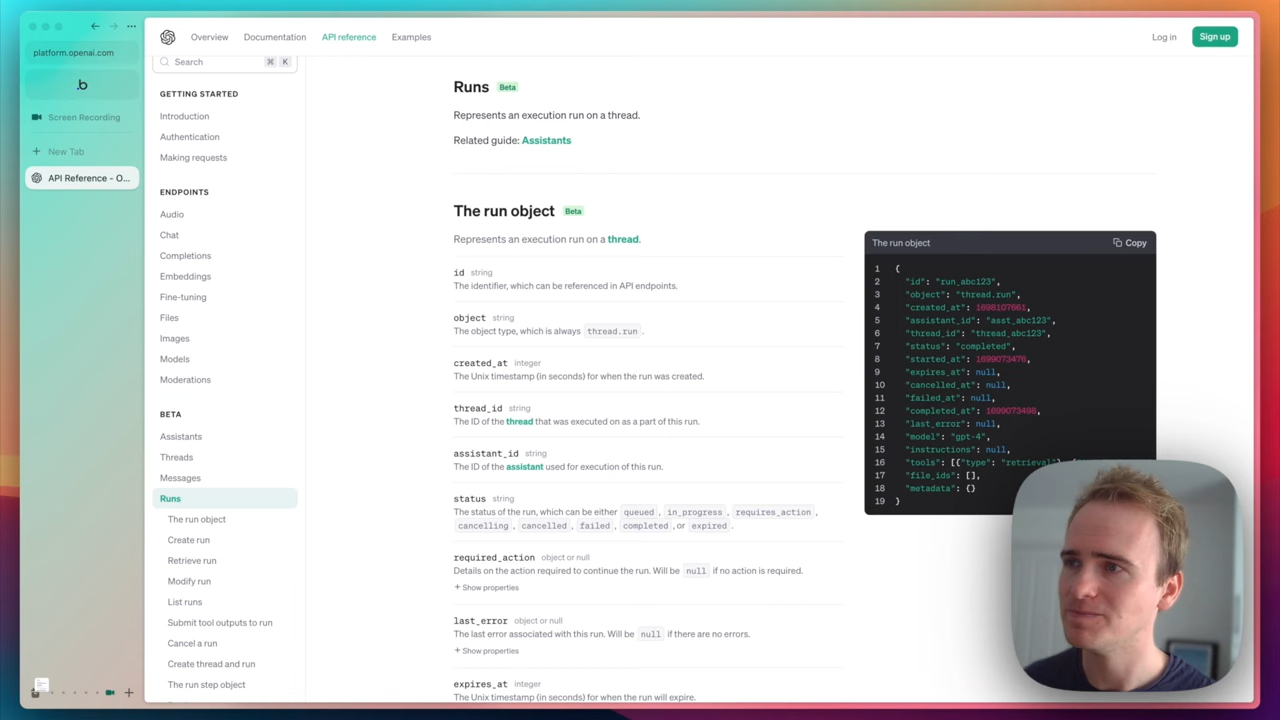 platform.openai.com
.b
Screen Recording
New Tab
API Reference - O...
Overview
Documentation
API reference
Examples
Log in
Sign up
Search
⌘ K
GETTING STARTED
Introduction
Authentication
Making requests
ENDPOINTS
Audio
Chat
Completions
Embeddings
Fine-tuning
Files
Images
Models
Moderations
BETA
Assistants
Threads
Messages
Runs
The run object
Create run
Retrieve run
Modify run
List runs
Submit tool outputs to run
Cancel a run
Create thread and run
The run step object
Runs Beta
Represents an execution run on a thread.
Related guide: Assistants
The run object Beta
Represents an execution run on a thread.
id string
The identifier, which can be referenced in API endpoints.
object string
The object type, which is always thread.run.
created_at integer
The Unix timestamp (in seconds) for when the run was created.
thread_id string
The ID of the thread that was executed on as a part of this run.
assistant_id string
The ID of the assistant used for execution of this run.
status string
The status of the run, which can be either queued, in_progress, requires_action,
cancelling, cancelled, failed, completed, or expired.
required_action object or null
Details on the action required to continue the run. Will be null if no action is required.
+ Show properties
last_error object or null
The last error associated with this run. Will be null if there are no errors.
+ Show properties
expires_at integer
The Unix timestamp (in seconds) for when the run will expire.
The run object
Copy
1 {
2 "id": "run_abc123",
3 "object": "thread.run",
4 "created_at": 1698107661,
5 "assistant_id": "asst_abc123",
6 "thread_id": "thread_abc123",
7 "status": "completed",
8 "started_at": 1699073476,
9 "expires_at": null,
10 "cancelled_at": null,
11 "failed_at": null,
12 "completed_at": 1699073498,
13 "last_error": null,
14 "model": "gpt-4",
15 "instructions": null,
16 "tools": [{"type": "retrieval"},
17 "file_ids": [],
18 "metadata": {}
19 }